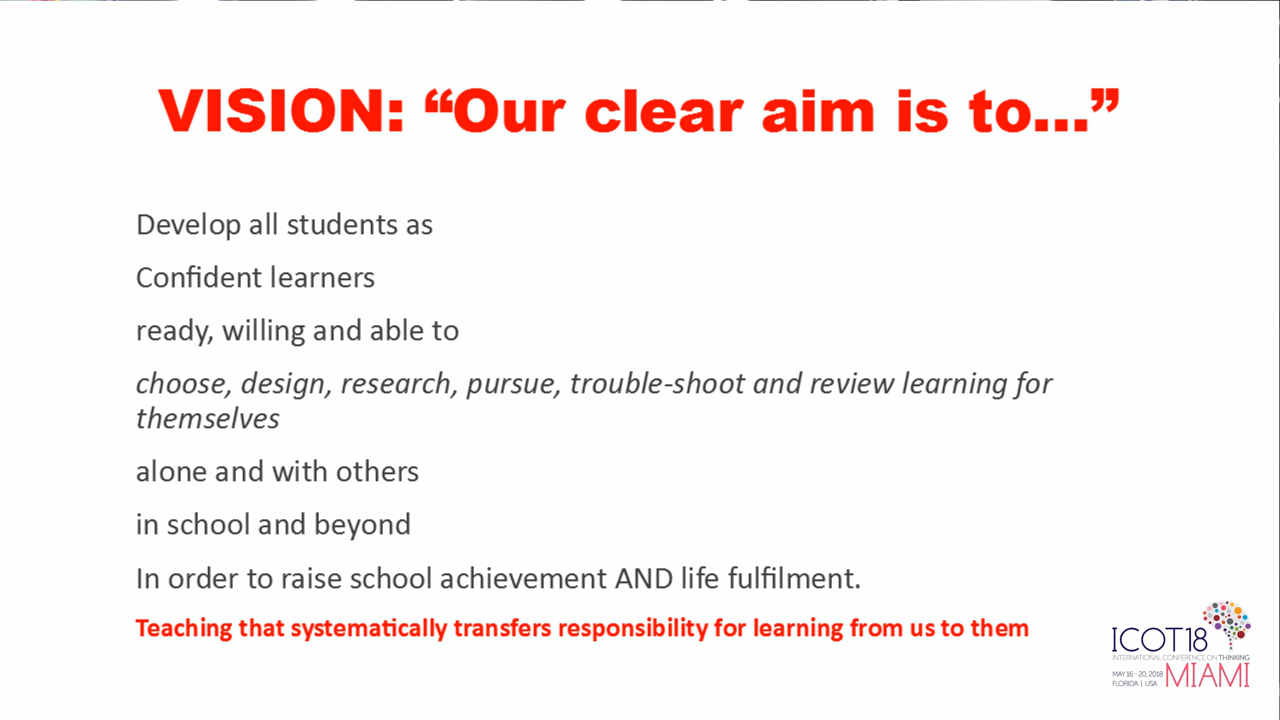 VISION: “Our clear aim is to...”
Develop all students as
Confident learners
ready, willing and able to
choose, design, research, pursue, trouble-shoot and review learning for
themselves
alone and with others
in school and beyond
In order to raise school achievement AND life fulfilment.
Teaching that systematically transfers responsibility for learning from us to them
ICOT18
INTERNATIONAL CONFERENCE ON THINKING
MAY 16 - 20, 2018
FLORIDA | USA
MIAMI